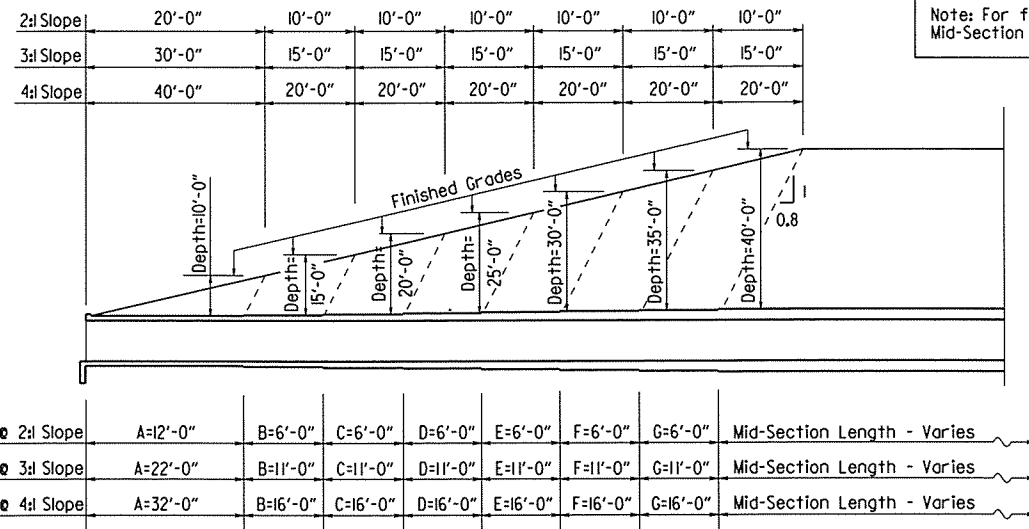 Note: For f
Mid-Section
2:1 Slope 20'-0" 10'-0" 10'-0" 10'-0" 10'-0" 10'-0" 10'-0"
3:1 Slope 30'-0" 15'-0" 15'-0" 15'-0" 15'-0" 15'-0" 15'-0"
4:1 Slope 40'-0" 20'-0" 20'-0" 20'-0" 20'-0" 20'-0" 20'-0"
Finished Grades
Depth=10'-0"
Depth=
15'-0"
Depth=
20'-0"
Depth=
25'-0"
Depth=30'-0"
Depth=35'-0"
Depth=40'-0"
1
0.8
@ 2:1 Slope A=12'-0" B=6'-0" C=6'-0" D=6'-0" E=6'-0" F=6'-0" G=6'-0" Mid-Section Length - Varies
@ 3:1 Slope A=22'-0" B=11'-0" C=11'-0" D=11'-0" E=11'-0" F=11'-0" G=11'-0" Mid-Section Length - Varies
@ 4:1 Slope A=32'-0" B=16'-0" C=16'-0" D=16'-0" E=16'-0" F=16'-0" G=16'-0" Mid-Section Length - Varies